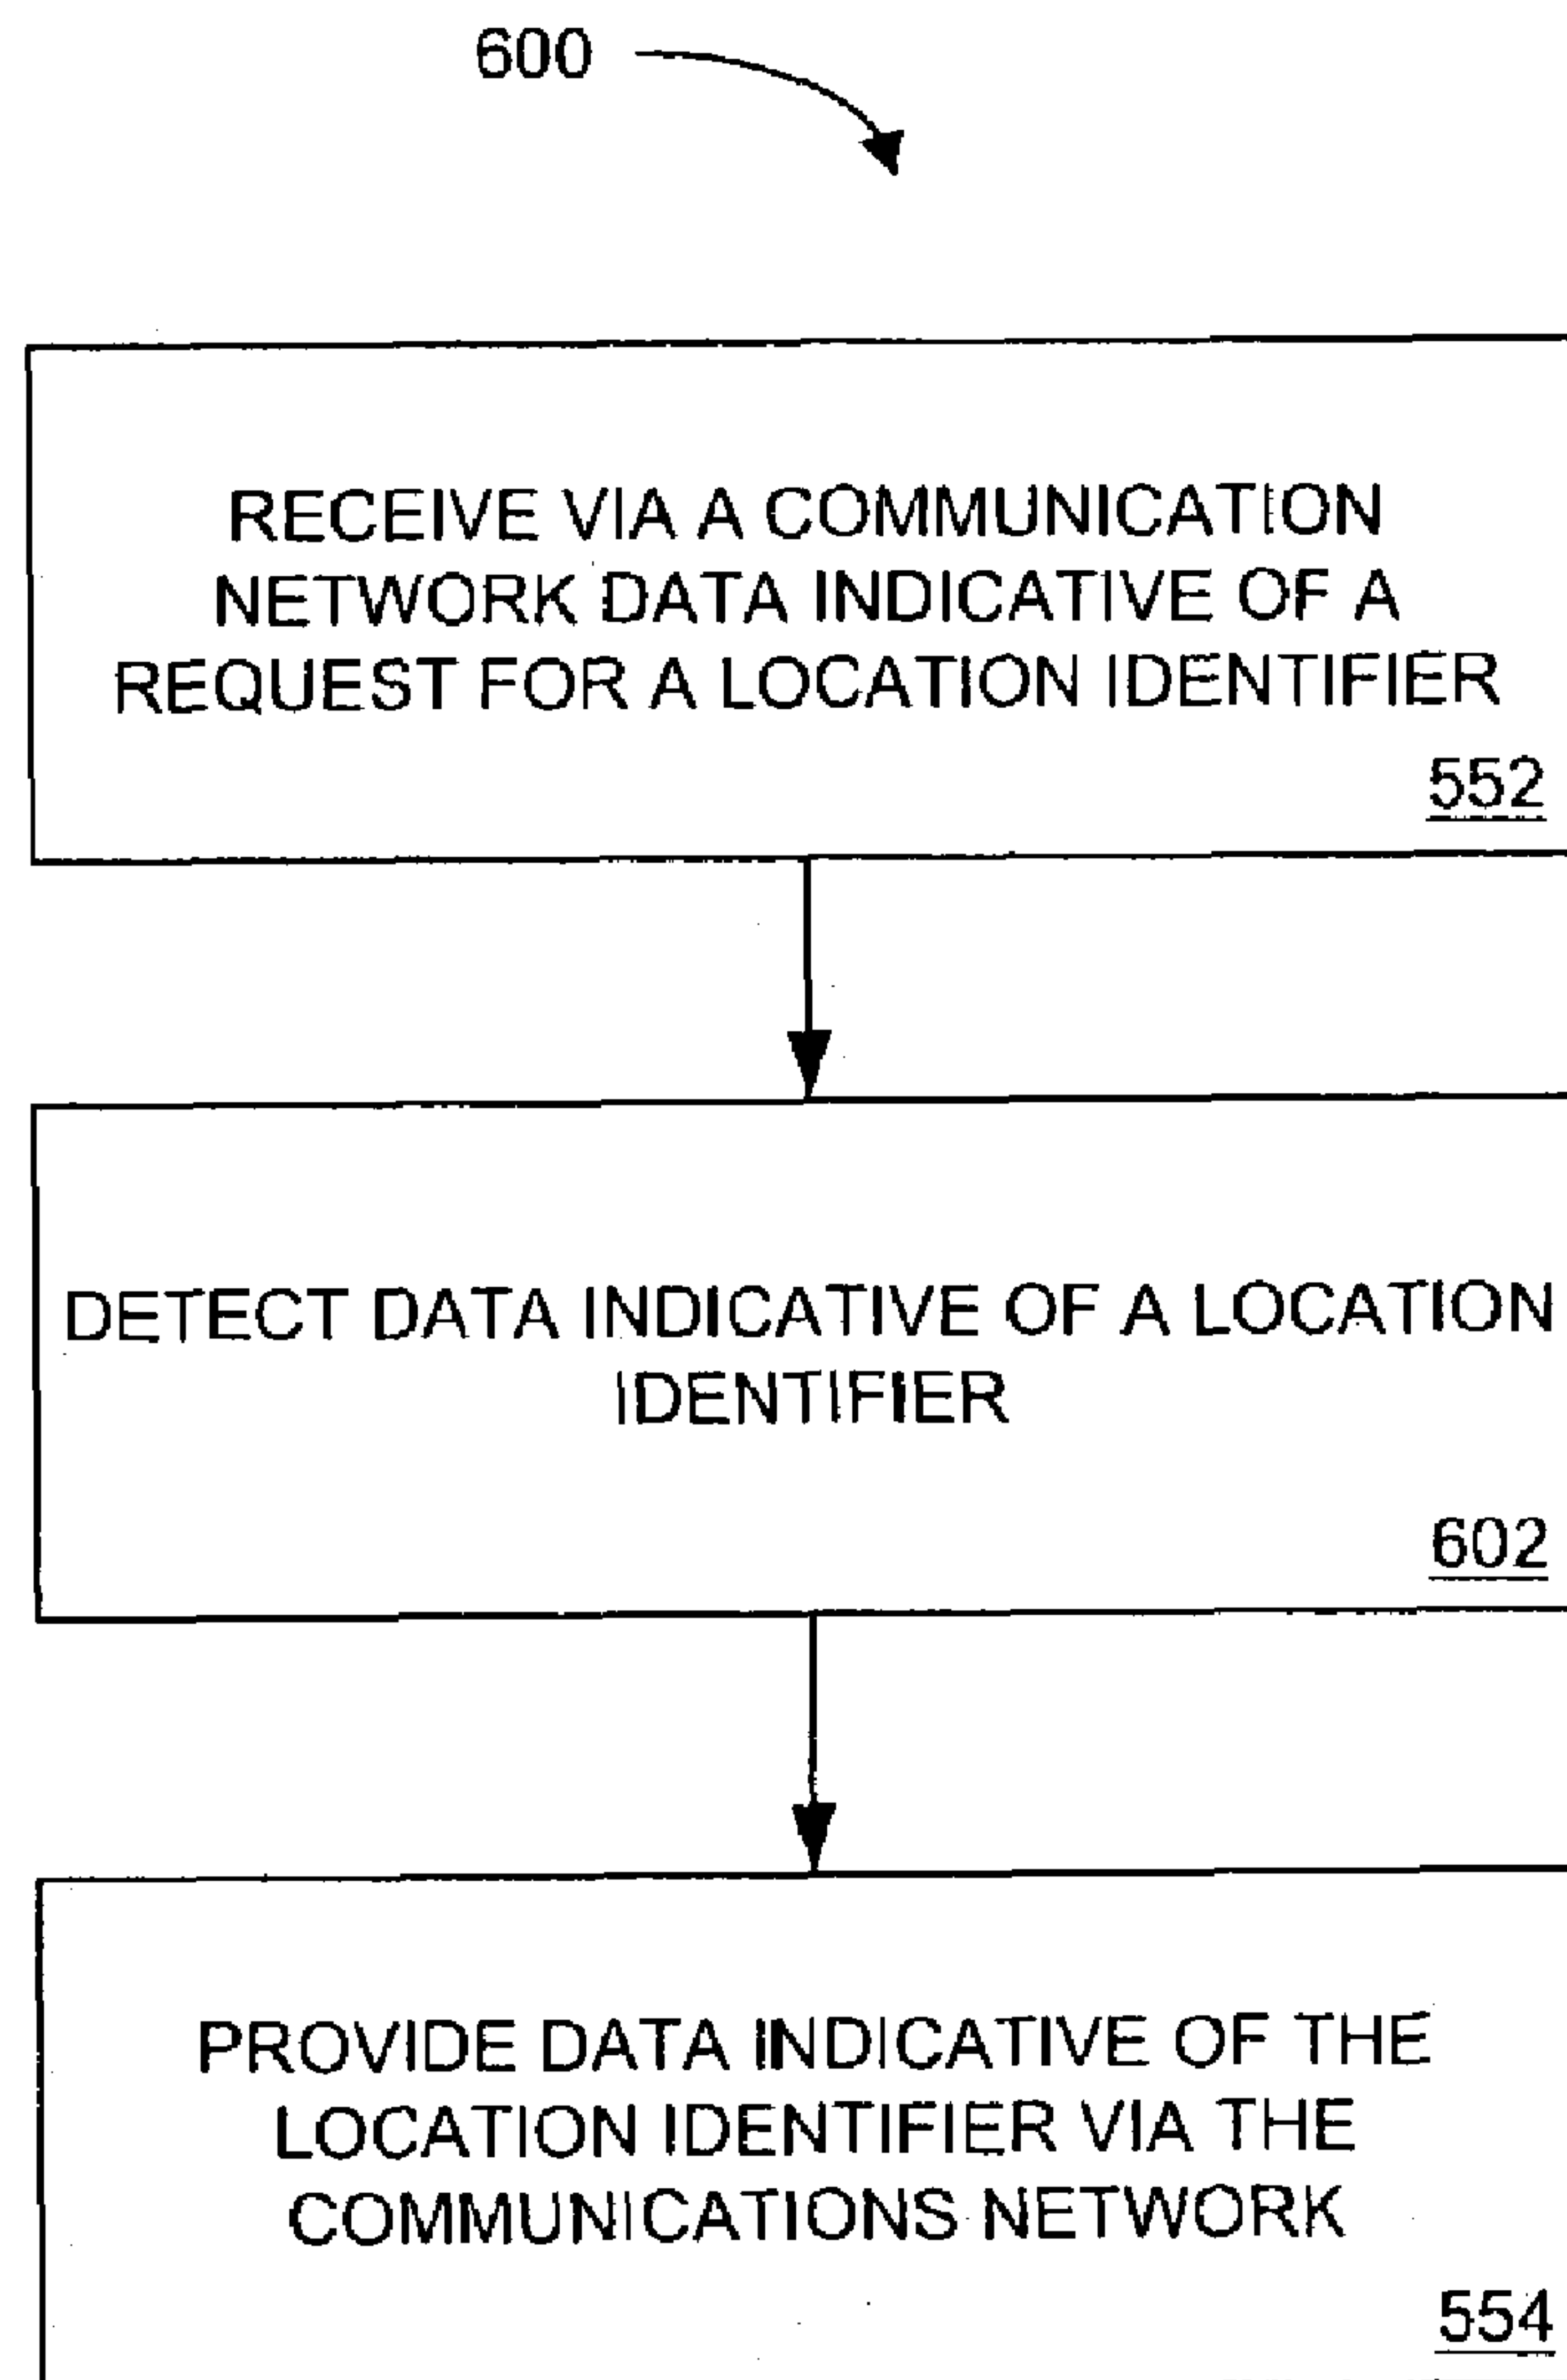 600
RECEIVE VIA A COMMUNICATION
NETWORK DATA INDICATIVE OF A
REQUEST FOR A LOCATION IDENTIFIER
552
DETECT DATA INDICATIVE OF A LOCATION
IDENTIFIER
602
PROVIDE DATA INDICATIVE OF THE
LOCATION IDENTIFIER VIA THE
COMMUNICATIONS NETWORK
554